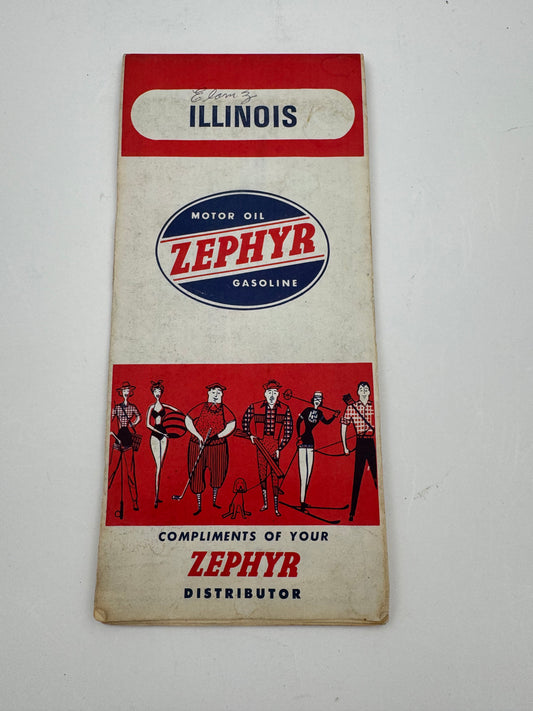 ILLINOIS
MOTOR OIL
ZEPHYR
GASOLINE
COMPLIMENTS OF YOUR
ZEPHYR
DISTRIBUTOR